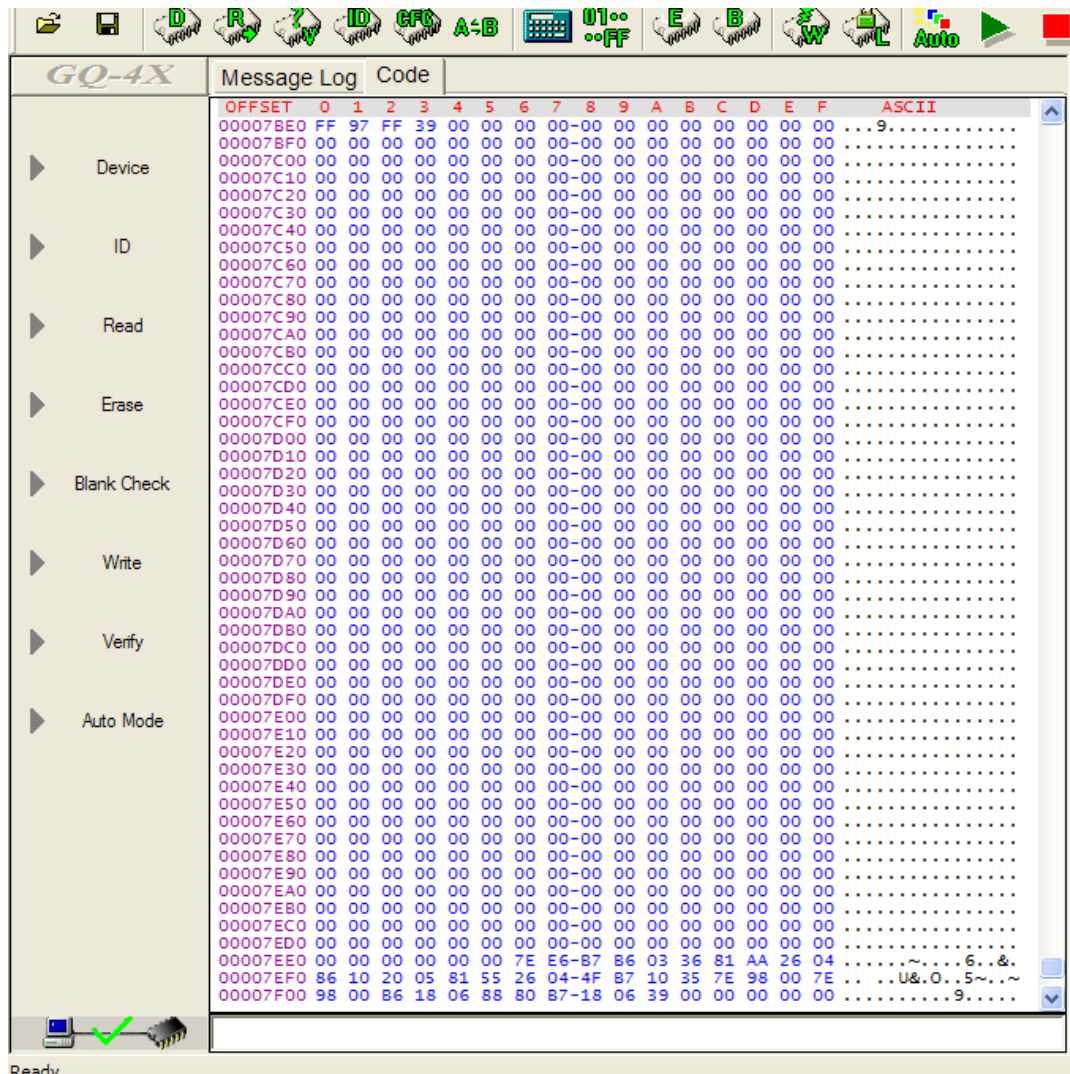 D R ? V ID CFG A÷B 01•• E B W L Auto
••FF
GQ-4X
Message Log
Code
Device
ID
Read
Erase
Blank Check
Write
Verify
Auto Mode
OFFSET 0 1 2 3 4 5 6 7 8 9 A B C D E F ASCII
00007BE0 FF 97 FF 39 00 00 00 00-00 00 00 00 00 00 00 00 ...9............
00007BF0 00 00 00 00 00 00 00 00-00 00 00 00 00 00 00 00 ................
00007C00 00 00 00 00 00 00 00 00-00 00 00 00 00 00 00 00 ................
00007C10 00 00 00 00 00 00 00 00-00 00 00 00 00 00 00 00 ................
00007C20 00 00 00 00 00 00 00 00-00 00 00 00 00 00 00 00 ................
00007C30 00 00 00 00 00 00 00 00-00 00 00 00 00 00 00 00 ................
00007C40 00 00 00 00 00 00 00 00-00 00 00 00 00 00 00 00 ................
00007C50 00 00 00 00 00 00 00 00-00 00 00 00 00 00 00 00 ................
00007C60 00 00 00 00 00 00 00 00-00 00 00 00 00 00 00 00 ................
00007C70 00 00 00 00 00 00 00 00-00 00 00 00 00 00 00 00 ................
00007C80 00 00 00 00 00 00 00 00-00 00 00 00 00 00 00 00 ................
00007C90 00 00 00 00 00 00 00 00-00 00 00 00 00 00 00 00 ................
00007CA0 00 00 00 00 00 00 00 00-00 00 00 00 00 00 00 00 ................
00007CB0 00 00 00 00 00 00 00 00-00 00 00 00 00 00 00 00 ................
00007CC0 00 00 00 00 00 00 00 00-00 00 00 00 00 00 00 00 ................
00007CD0 00 00 00 00 00 00 00 00-00 00 00 00 00 00 00 00 ................
00007CE0 00 00 00 00 00 00 00 00-00 00 00 00 00 00 00 00 ................
00007CF0 00 00 00 00 00 00 00 00-00 00 00 00 00 00 00 00 ................
00007D00 00 00 00 00 00 00 00 00-00 00 00 00 00 00 00 00 ................
00007D10 00 00 00 00 00 00 00 00-00 00 00 00 00 00 00 00 ................
00007D20 00 00 00 00 00 00 00 00-00 00 00 00 00 00 00 00 ................
00007D30 00 00 00 00 00 00 00 00-00 00 00 00 00 00 00 00 ................
00007D40 00 00 00 00 00 00 00 00-00 00 00 00 00 00 00 00 ................
00007D50 00 00 00 00 00 00 00 00-00 00 00 00 00 00 00 00 ................
00007D60 00 00 00 00 00 00 00 00-00 00 00 00 00 00 00 00 ................
00007D70 00 00 00 00 00 00 00 00-00 00 00 00 00 00 00 00 ................
00007D80 00 00 00 00 00 00 00 00-00 00 00 00 00 00 00 00 ................
00007D90 00 00 00 00 00 00 00 00-00 00 00 00 00 00 00 00 ................
00007DA0 00 00 00 00 00 00 00 00-00 00 00 00 00 00 00 00 ................
00007DB0 00 00 00 00 00 00 00 00-00 00 00 00 00 00 00 00 ................
00007DC0 00 00 00 00 00 00 00 00-00 00 00 00 00 00 00 00 ................
00007DD0 00 00 00 00 00 00 00 00-00 00 00 00 00 00 00 00 ................
00007DE0 00 00 00 00 00 00 00 00-00 00 00 00 00 00 00 00 ................
00007DF0 00 00 00 00 00 00 00 00-00 00 00 00 00 00 00 00 ................
00007E00 00 00 00 00 00 00 00 00-00 00 00 00 00 00 00 00 ................
00007E10 00 00 00 00 00 00 00 00-00 00 00 00 00 00 00 00 ................
00007E20 00 00 00 00 00 00 00 00-00 00 00 00 00 00 00 00 ................
00007E30 00 00 00 00 00 00 00 00-00 00 00 00 00 00 00 00 ................
00007E40 00 00 00 00 00 00 00 00-00 00 00 00 00 00 00 00 ................
00007E50 00 00 00 00 00 00 00 00-00 00 00 00 00 00 00 00 ................
00007E60 00 00 00 00 00 00 00 00-00 00 00 00 00 00 00 00 ................
00007E70 00 00 00 00 00 00 00 00-00 00 00 00 00 00 00 00 ................
00007E80 00 00 00 00 00 00 00 00-00 00 00 00 00 00 00 00 ................
00007E90 00 00 00 00 00 00 00 00-00 00 00 00 00 00 00 00 ................
00007EA0 00 00 00 00 00 00 00 00-00 00 00 00 00 00 00 00 ................
00007EB0 00 00 00 00 00 00 00 00-00 00 00 00 00 00 00 00 ................
00007EC0 00 00 00 00 00 00 00 00-00 00 00 00 00 00 00 00 ................
00007ED0 00 00 00 00 00 00 00 00-00 00 00 00 00 00 00 00 ................
00007EE0 00 00 00 00 00 00 7E E6-B7 B6 03 36 81 AA 26 04 ......~....6..&.
00007EF0 86 10 20 05 81 55 26 04-4F B7 10 35 7E 98 00 7E .. ..U&.O..5~..~
00007F00 98 00 B6 18 06 88 80 B7-18 06 39 00 00 00 00 00 ..........9.....
Ready